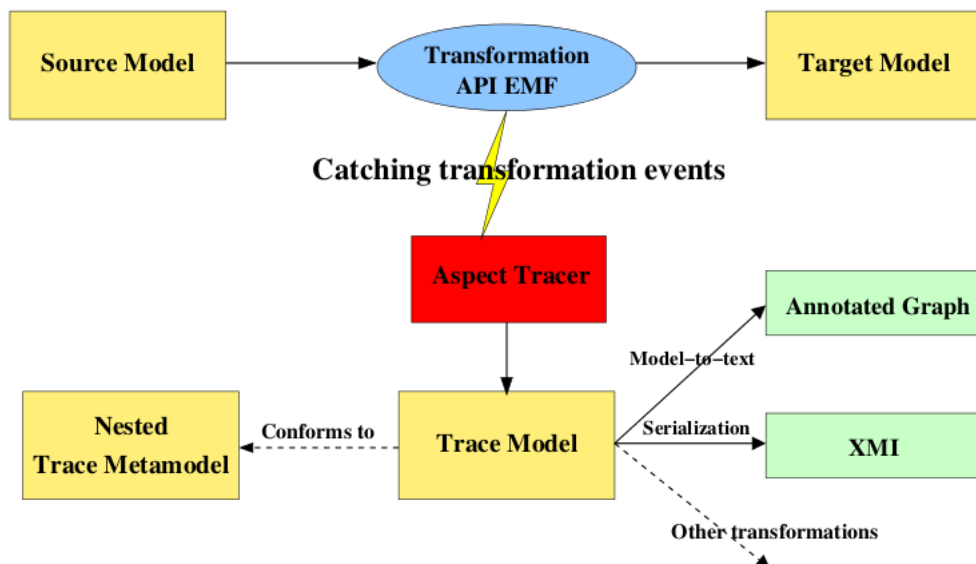 Source Model
Transformation
API EMF
Target Model
Catching transformation events
Aspect Tracer
Annotated Graph
Model-to-text
Nested
Trace Metamodel
Conforms to
Trace Model
Serialization
XMI
Other transformations